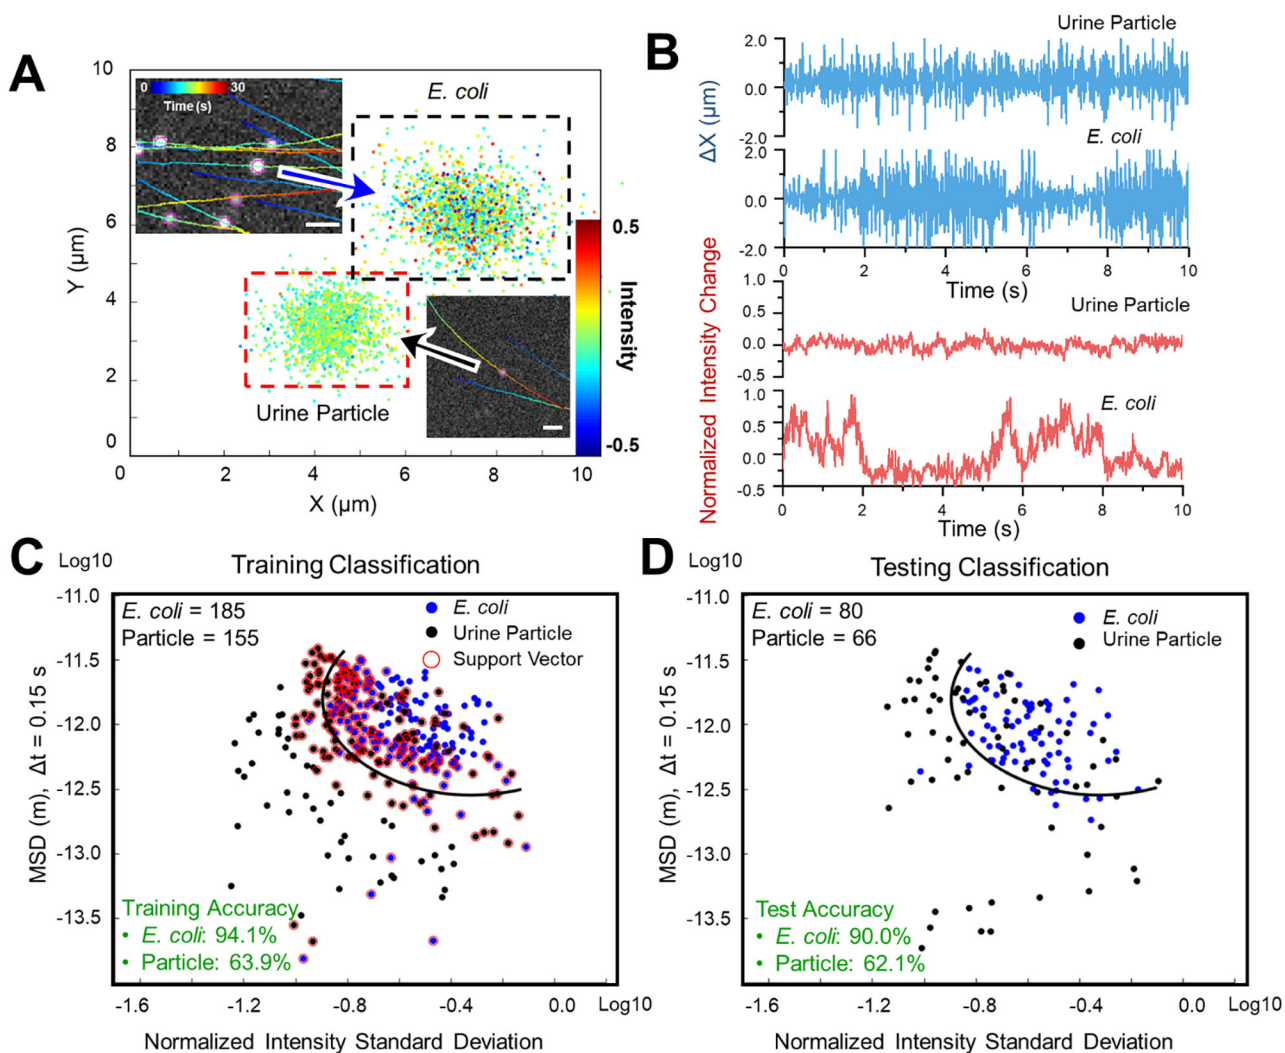 A
10
8
6
4
2
0
Y (µm)
0
2
4
6
8
10
X (µm)
0
30
Time (s)
E. coli
Urine Particle
0.5
Intensity
-0.5
B
Urine Particle
2.0
0.0
-2.0
ΔX (µm)
E. coli
2.0
0.0
-2.0
0 2 4 6 8 10
Time (s)
Normalized Intensity Change
Urine Particle
1.0
0.5
0.0
-0.5
E. coli
1.0
0.5
0.0
-0.5
0 2 4 6 8 10
Time (s)
C
Log10
Training Classification
E. coli = 185
Particle = 155
E. coli
Urine Particle
Support Vector
-11.0
-11.5
-12.0
-12.5
-13.0
-13.5
MSD (m), Δt = 0.15 s
Training Accuracy
• E. coli: 94.1%
• Particle: 63.9%
-1.6 -1.2 -0.8 -0.4 0.0 Log10
Normalized Intensity Standard Deviation
D
Log10
Testing Classification
E. coli = 80
Particle = 66
E. coli
Urine Particle
-11.0
-11.5
-12.0
-12.5
-13.0
-13.5
MSD (m), Δt = 0.15 s
Test Accuracy
• E. coli: 90.0%
• Particle: 62.1%
-1.6 -1.2 -0.8 -0.4 0.0 Log10
Normalized Intensity Standard Deviation